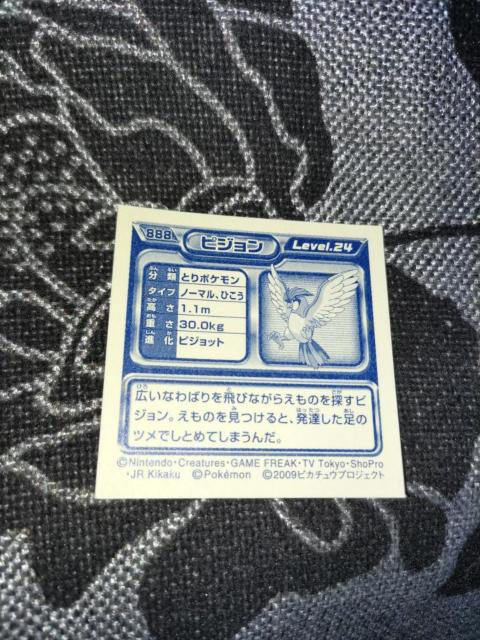 888 ピジョン Level.24
分類 とりポケモン
タイプ ノーマル、ひこう
高さ 1.1m
重さ 30.0kg
進化 ピジョット
広いなわばりを飛びながらえものを探すピ
ジョン。えものを見つけると、発達した足の
ツメでしとめてしまうんだ。
©Nintendo・Creatures・GAME FREAK・TV Tokyo・ShoPro
・JR Kikaku ©Pokémon ©2009ピカチュウプロジェクト